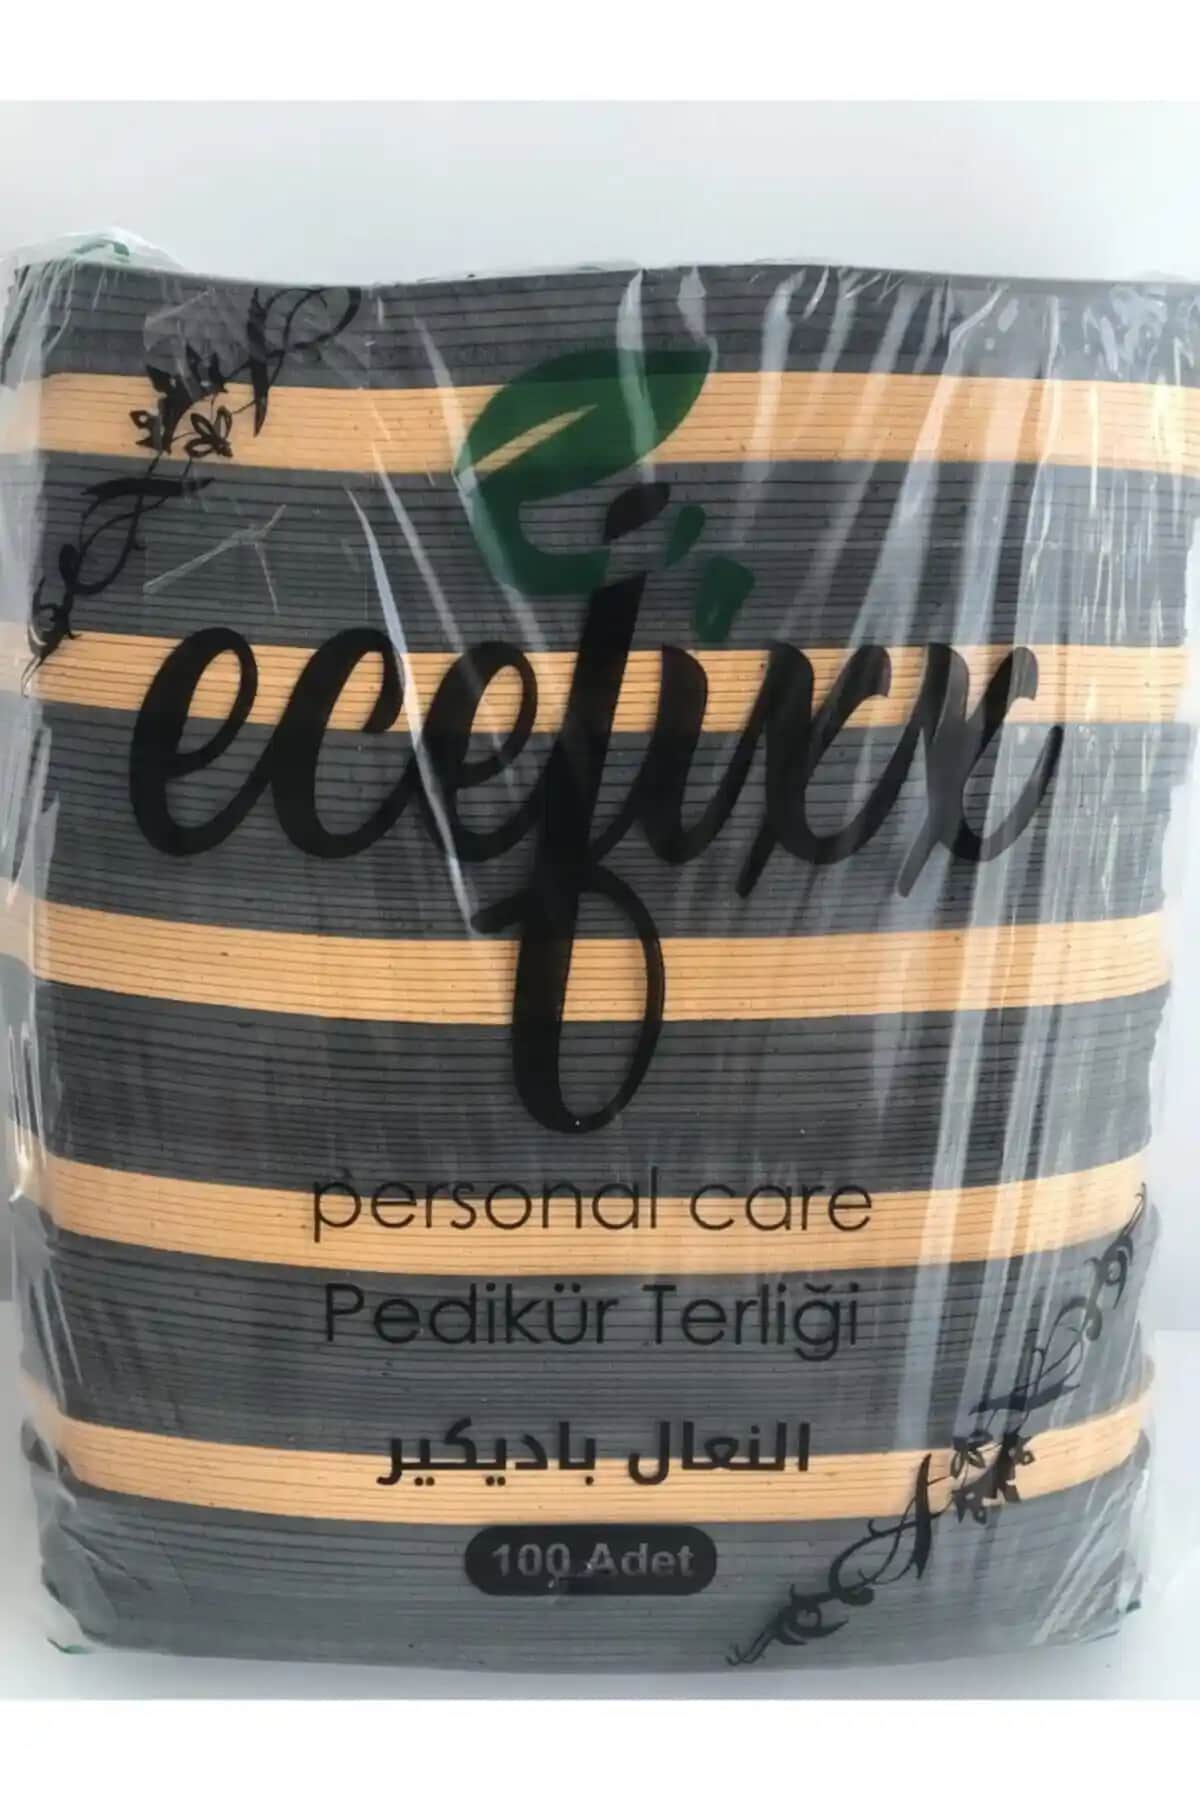 ecefixx
personal care
Pedikür Terliği
النعال باديكير
100 Adet